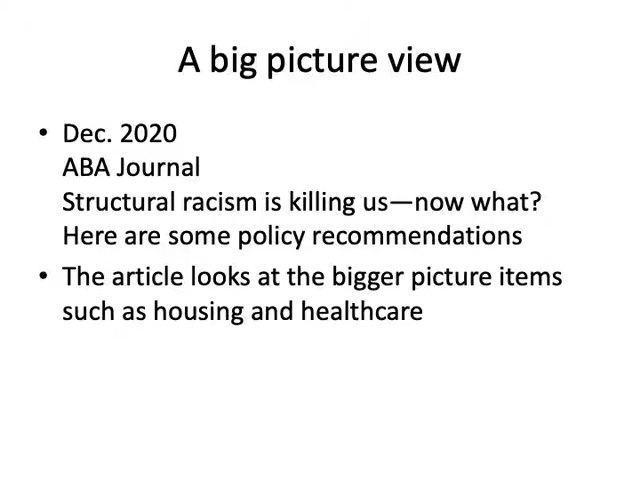 A big picture view
• Dec. 2020
ABA Journal
Structural racism is killing us—now what?
Here are some policy recommendations
• The article looks at the bigger picture items
such as housing and healthcare